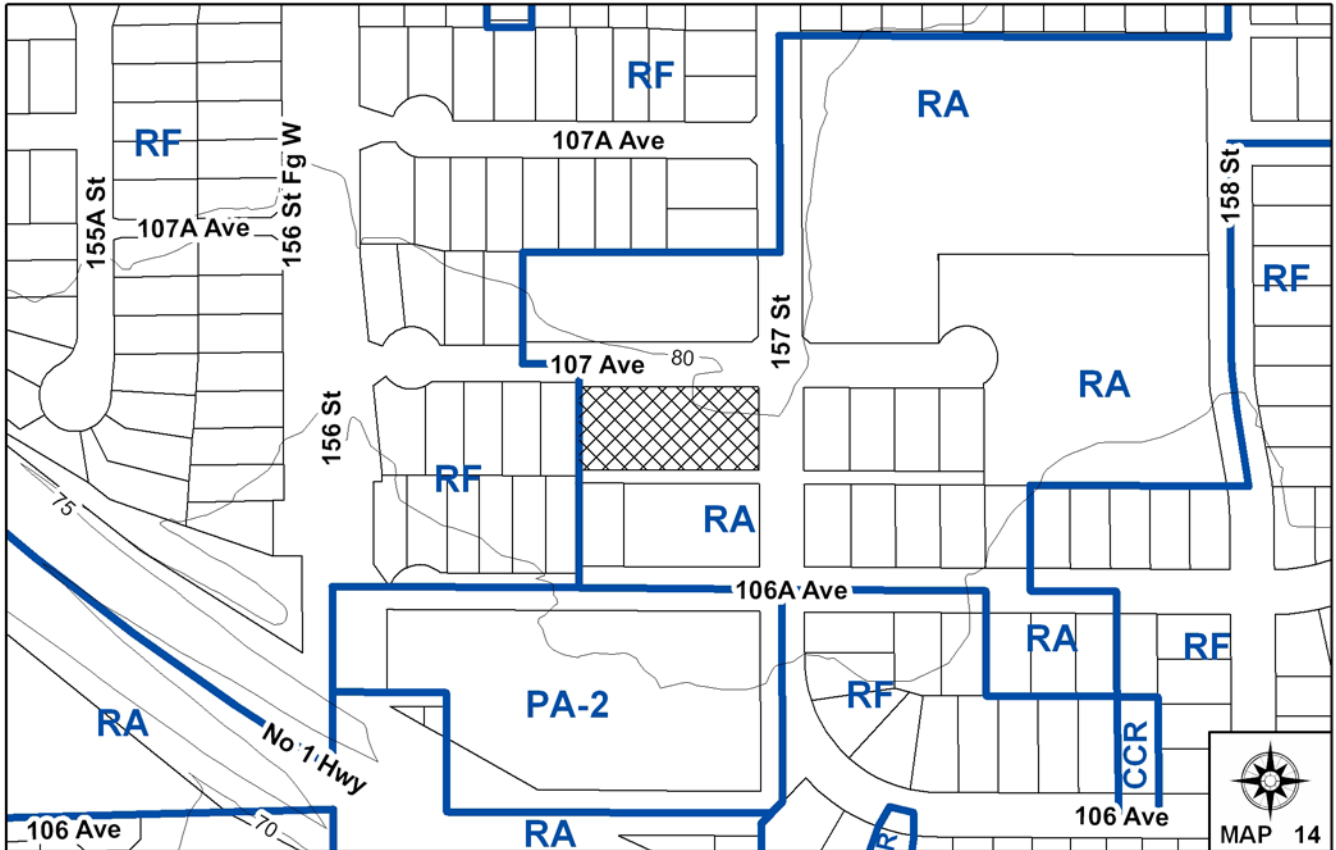 RF
RA
107A Ave
RF
156 St Fg W
158 St
155A St
107A Ave
RF
157 St
80
107 Ave
RA
156 St
RF
75
RA
106A Ave
RA
RF
PA-2
RF
RA
No 1 Hwy
CCR
106 Ave
106 Ave
70
RA
R
MAP 14